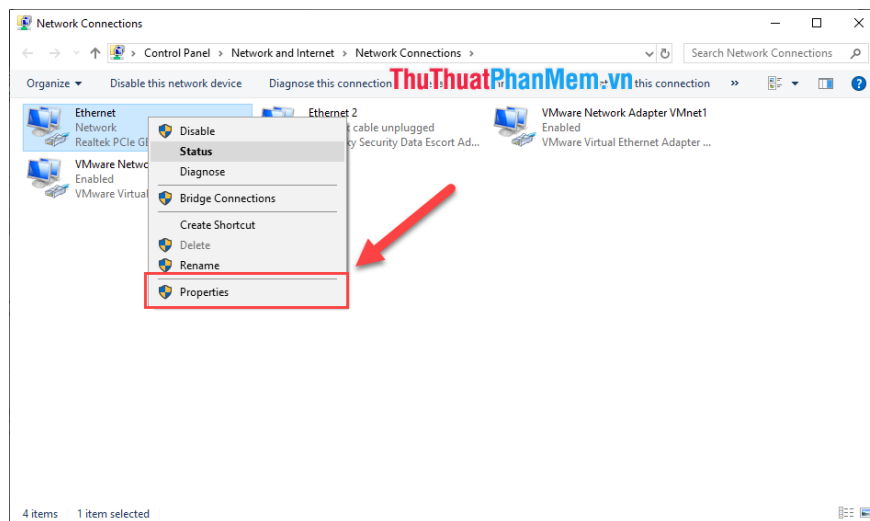 Network Connections
Control Panel > Network and Internet > Network Connections >
Search Network Connections
Organize
Disable this network device
Diagnose this connection
this connection
»
ThuThuatPhanMem.vn
Ethernet
Network
Realtek PCIe
Ethernet 2
cable unplugged
Security Data Escort Ad...
VMware Network Adapter VMnet1
Enabled
VMware Virtual Ethernet Adapter ...
VMware
Enabled
VMware Virtual
Disable
Status
Diagnose
Bridge Connections
Create Shortcut
Delete
Rename
Properties
4 items
1 item selected